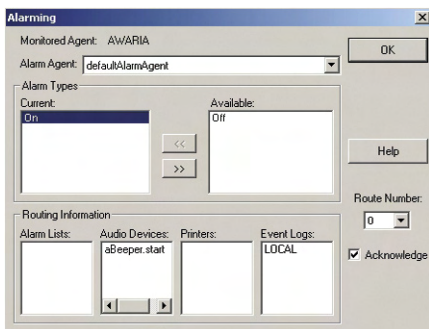 Alarming
Monitored Agent: AWARIA
OK
Alarm Agent: defaultAlarmAgent
Alarm Types
Current: Available:
On Off
<<
>>
Help
Route Number:
0
Routing Information
Alarm Lists: Audio Devices: Printers: Event Logs:
aBeeper.start LOCAL
Acknowledge